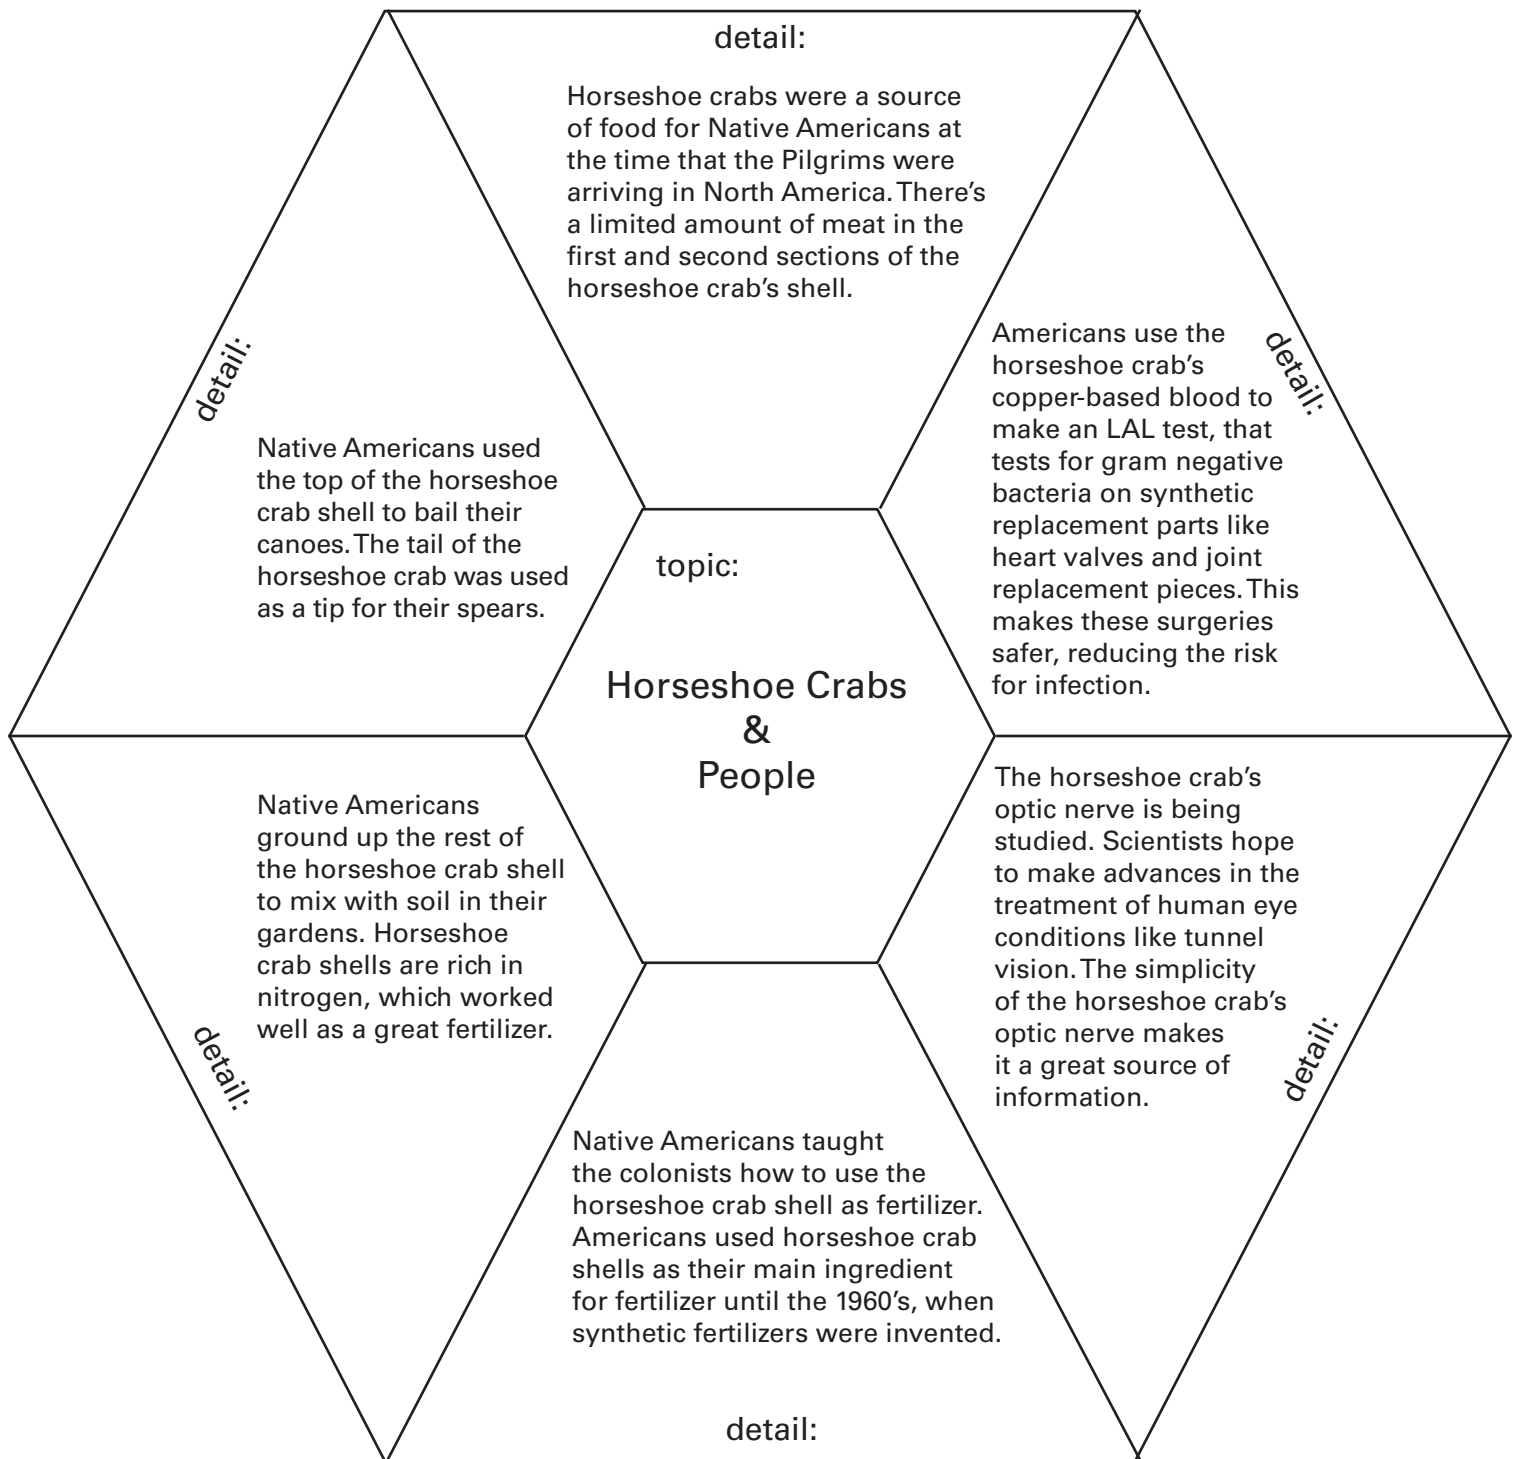 detail:
Horseshoe crabs were a source
of food for Native Americans at
the time that the Pilgrims were
arriving in North America. There's
a limited amount of meat in the
first and second sections of the
horseshoe crab's shell.
detail:
Americans use the
horseshoe crab's
copper-based blood to
make an LAL test, that
tests for gram negative
bacteria on synthetic
replacement parts like
heart valves and joint
replacement pieces. This
makes these surgeries
safer, reducing the risk
for infection.
detail:
The horseshoe crab's
optic nerve is being
studied. Scientists hope
to make advances in the
treatment of human eye
conditions like tunnel
vision. The simplicity
of the horseshoe crab's
optic nerve makes
it a great source of
information.
detail:
Native Americans taught
the colonists how to use the
horseshoe crab shell as fertilizer.
Americans used horseshoe crab
shells as their main ingredient
for fertilizer until the 1960's, when
synthetic fertilizers were invented.
detail:
Native Americans
ground up the rest of
the horseshoe crab shell
to mix with soil in their
gardens. Horseshoe
crab shells are rich in
nitrogen, which worked
well as a great fertilizer.
detail:
Native Americans used
the top of the horseshoe
crab shell to bail their
canoes. The tail of the
horseshoe crab was used
as a tip for their spears.
detail:
topic:
Horseshoe Crabs
&
People